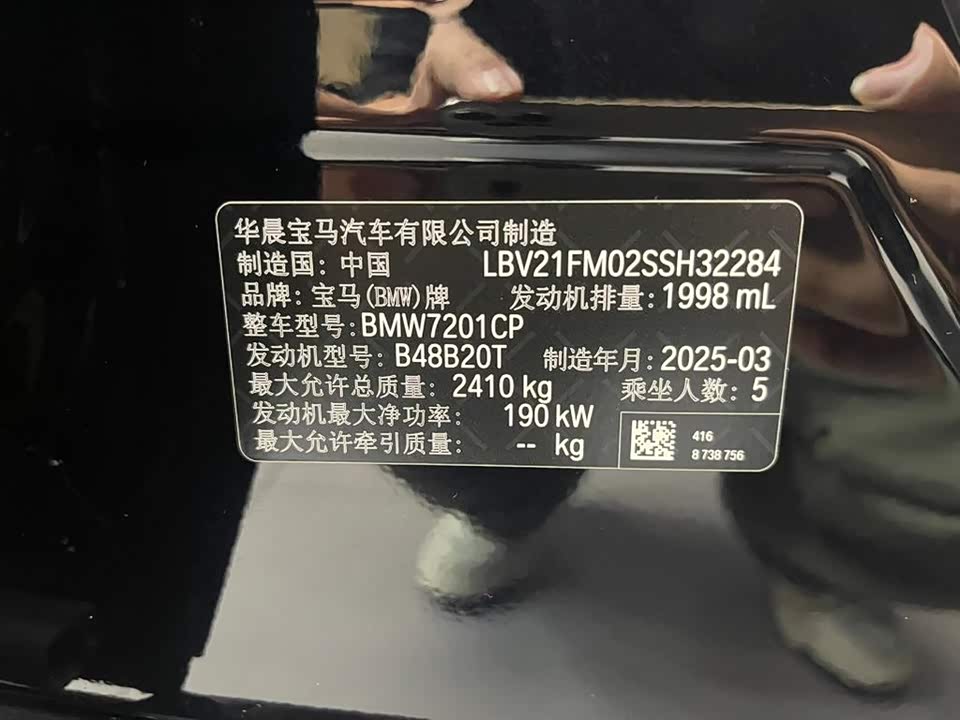 华晨宝马汽车有限公司制造
制造国：中国 LBV21FM02SSH32284
品牌：宝马(BMW)牌 发动机排量：1998 mL
整车型号：BMW7201CP
发动机型号：B48B20T 制造年月：2025-03
最大允许总质量：2410 kg 乘坐人数：5
发动机最大净功率：190 kW
最大允许牵引质量：-- kg
416
8 738 756